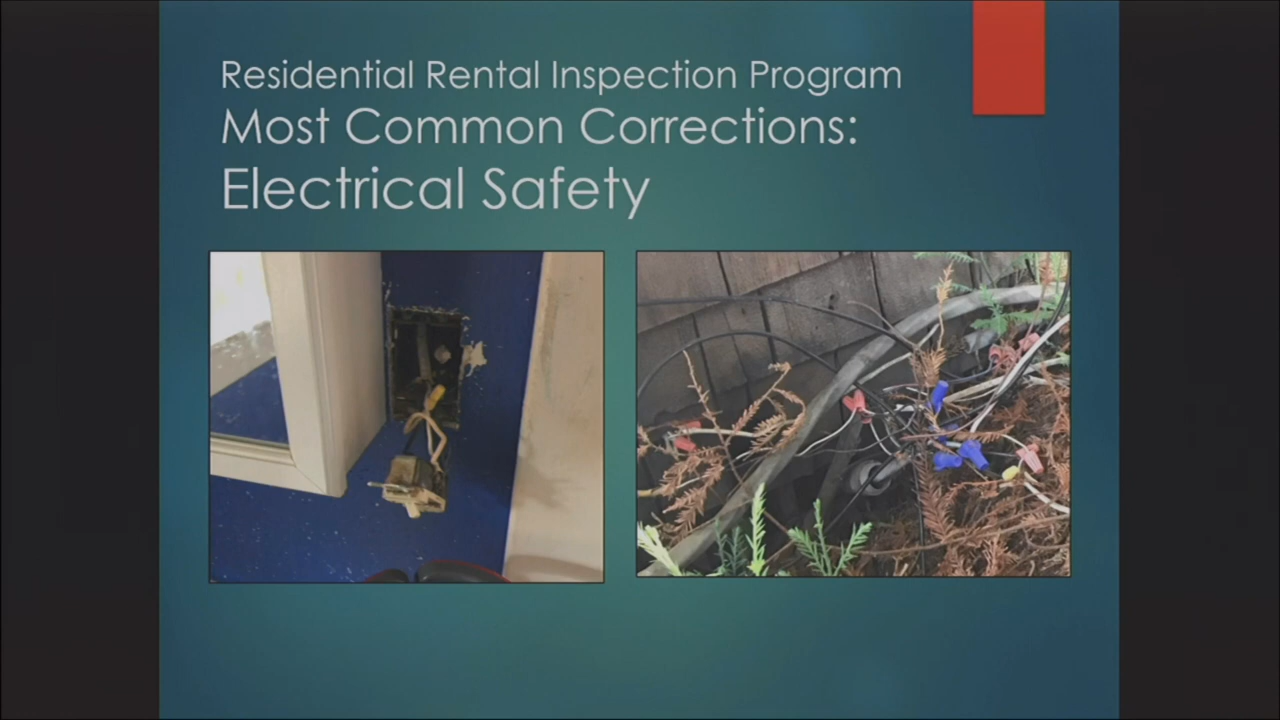 Residential Rental Inspection Program
Most Common Corrections:
Electrical Safety